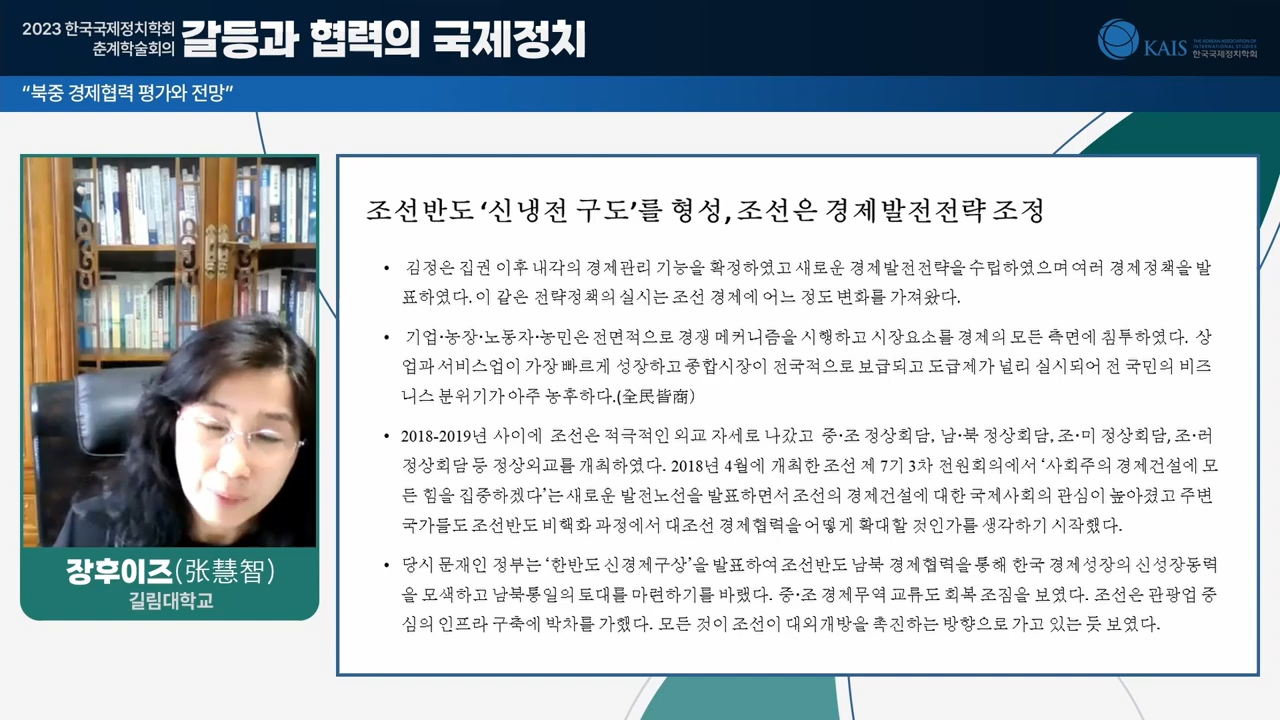 2023 한국국제정치학회
춘계학술회의
갈등과 협력의 국제정치
KAIS
THE KOREAN ASSOCIATION OF
INTERNATIONAL STUDIES
한국국제정치학회
“북중 경제협력 평가와 전망”
조선반도 ‘신냉전 구도’를 형성, 조선은 경제발전전략 조정
• 김정은 집권 이후 내각의 경제관리 기능을 확정하였고 새로운 경제발전전략을 수립하였으며 여러 경제정책을 발
표하였다. 이 같은 전략정책의 실시는 조선 경제에 어느 정도 변화를 가져왔다.
• 기업·농장·노동자·농민은 전면적으로 경쟁 메커니즘을 시행하고 시장요소를 경제의 모든 측면에 침투하였다. 상
업과 서비스업이 가장 빠르게 성장하고 종합시장이 전국적으로 보급되고 도급제가 널리 실시되어 전 국민의 비즈
니스 분위기가 아주 농후하다.(全民皆商)
• 2018-2019년 사이에 조선은 적극적인 외교 자세로 나갔고 중·조 정상회담, 남·북 정상회담, 조·미 정상회담, 조·러
정상회담 등 정상외교를 개최하였다. 2018년 4월에 개최한 조선 제 7기 3차 전원회의에서 ‘사회주의 경제건설에 모
든 힘을 집중하겠다’는 새로운 발전노선을 발표하면서 조선의 경제건설에 대한 국제사회의 관심이 높아졌고 주변
국가들도 조선반도 비핵화 과정에서 대조선 경제협력을 어떻게 확대할 것인가를 생각하기 시작했다.
• 당시 문재인 정부는 ‘한반도 신경제구상’을 발표하여 조선반도 남북 경제협력을 통해 한국 경제성장의 신성장동력
을 모색하고 남북통일의 토대를 마련하기를 바랬다. 중·조 경제무역 교류도 회복 조짐을 보였다. 조선은 관광업 중
심의 인프라 구축에 박차를 가했다. 모든 것이 조선이 대외개방을 촉진하는 방향으로 가고 있는 듯 보였다.
장후이즈(张慧智)
길림대학교